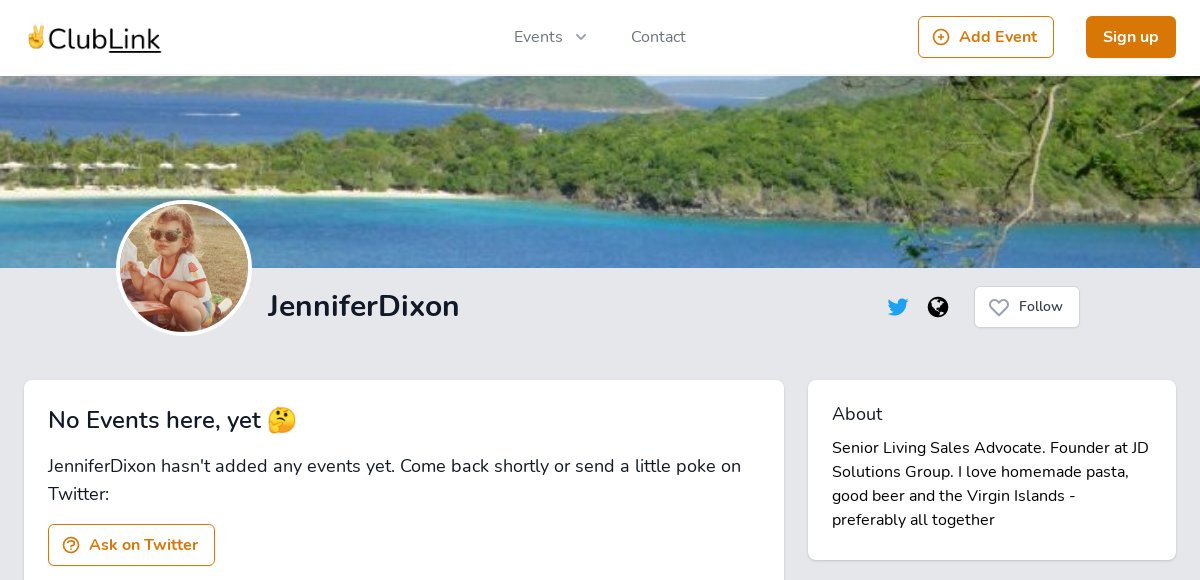 ✌️ClubLink
Events
Contact
Add Event
Sign up
JenniferDixon
Follow
No Events here, yet 🤔
JenniferDixon hasn't added any events yet. Come back shortly or send a little poke on
Twitter:
Ask on Twitter
About
Senior Living Sales Advocate. Founder at JD
Solutions Group. I love homemade pasta,
good beer and the Virgin Islands -
preferably all together